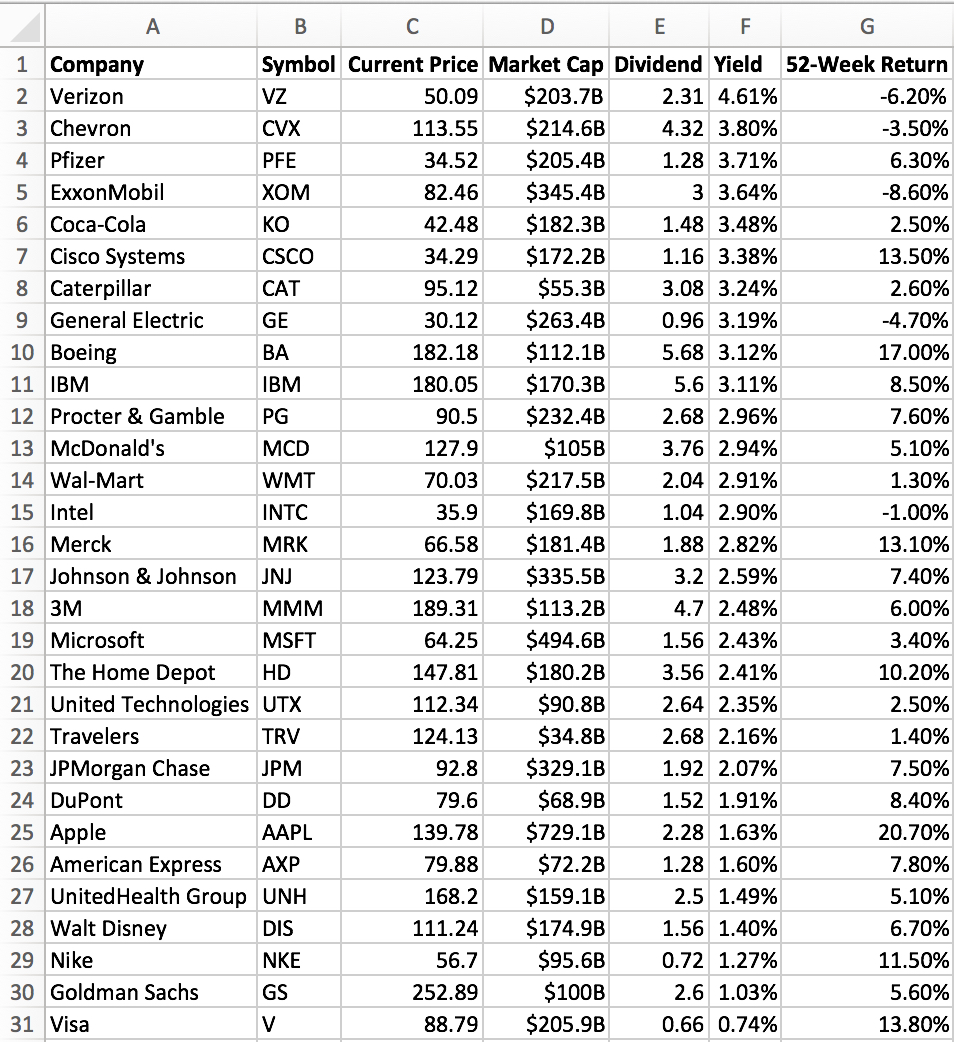 A B C D E F G
1 Company Symbol Current Price Market Cap Dividend Yield 52-Week Return
2 Verizon VZ 50.09 $203.7B 2.31 4.61% -6.20%
3 Chevron CVX 113.55 $214.6B 4.32 3.80% -3.50%
4 Pfizer PFE 34.52 $205.4B 1.28 3.71% 6.30%
5 ExxonMobil XOM 82.46 $345.4B 3 3.64% -8.60%
6 Coca-Cola KO 42.48 $182.3B 1.48 3.48% 2.50%
7 Cisco Systems CSCO 34.29 $172.2B 1.16 3.38% 13.50%
8 Caterpillar CAT 95.12 $55.3B 3.08 3.24% 2.60%
9 General Electric GE 30.12 $263.4B 0.96 3.19% -4.70%
10 Boeing BA 182.18 $112.1B 5.68 3.12% 17.00%
11 IBM IBM 180.05 $170.3B 5.6 3.11% 8.50%
12 Procter & Gamble PG 90.5 $232.4B 2.68 2.96% 7.60%
13 McDonald's MCD 127.9 $105B 3.76 2.94% 5.10%
14 Wal-Mart WMT 70.03 $217.5B 2.04 2.91% 1.30%
15 Intel INTC 35.9 $169.8B 1.04 2.90% -1.00%
16 Merck MRK 66.58 $181.4B 1.88 2.82% 13.10%
17 Johnson & Johnson JNJ 123.79 $335.5B 3.2 2.59% 7.40%
18 3M MMM 189.31 $113.2B 4.7 2.48% 6.00%
19 Microsoft MSFT 64.25 $494.6B 1.56 2.43% 3.40%
20 The Home Depot HD 147.81 $180.2B 3.56 2.41% 10.20%
21 United Technologies UTX 112.34 $90.8B 2.64 2.35% 2.50%
22 Travelers TRV 124.13 $34.8B 2.68 2.16% 1.40%
23 JPMorgan Chase JPM 92.8 $329.1B 1.92 2.07% 7.50%
24 DuPont DD 79.6 $68.9B 1.52 1.91% 8.40%
25 Apple AAPL 139.78 $729.1B 2.28 1.63% 20.70%
26 American Express AXP 79.88 $72.2B 1.28 1.60% 7.80%
27 UnitedHealth Group UNH 168.2 $159.1B 2.5 1.49% 5.10%
28 Walt Disney DIS 111.24 $174.9B 1.56 1.40% 6.70%
29 Nike NKE 56.7 $95.6B 0.72 1.27% 11.50%
30 Goldman Sachs GS 252.89 $100B 2.6 1.03% 5.60%
31 Visa V 88.79 $205.9B 0.66 0.74% 13.80%